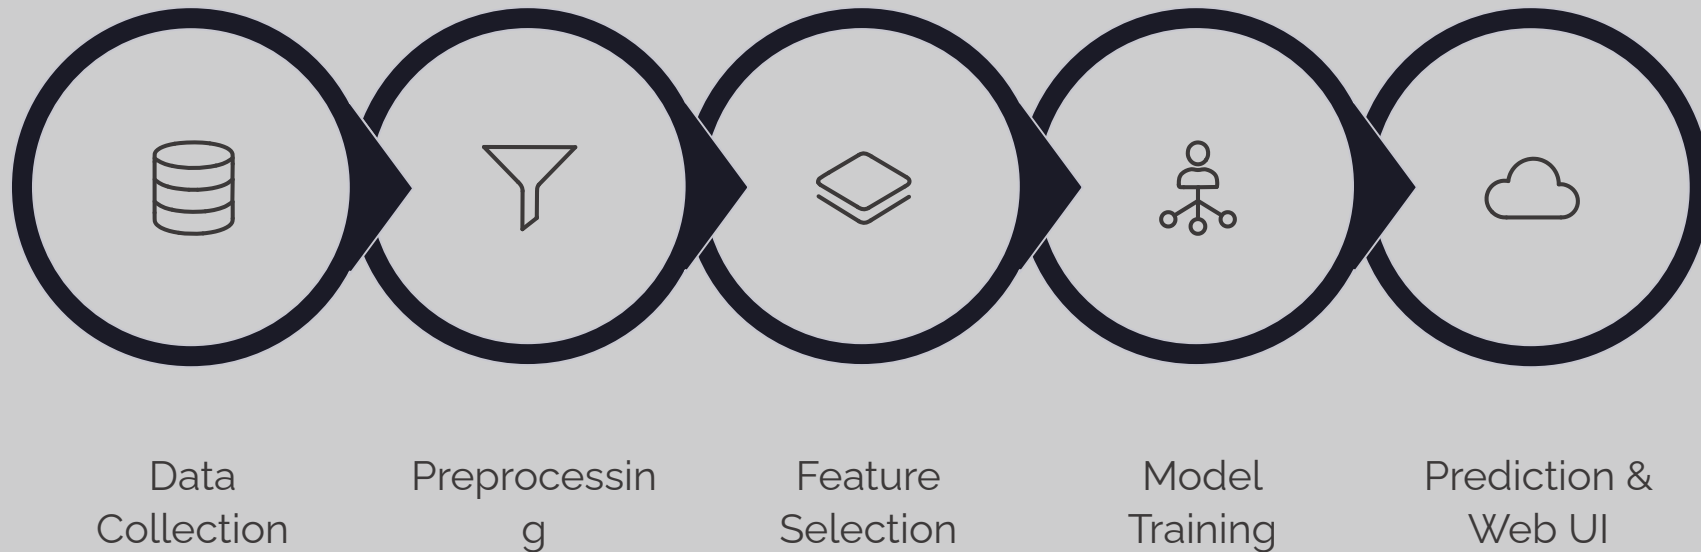 Data
Collection
Preprocessin
g
Feature
Selection
Model
Training
Prediction &
Web UI